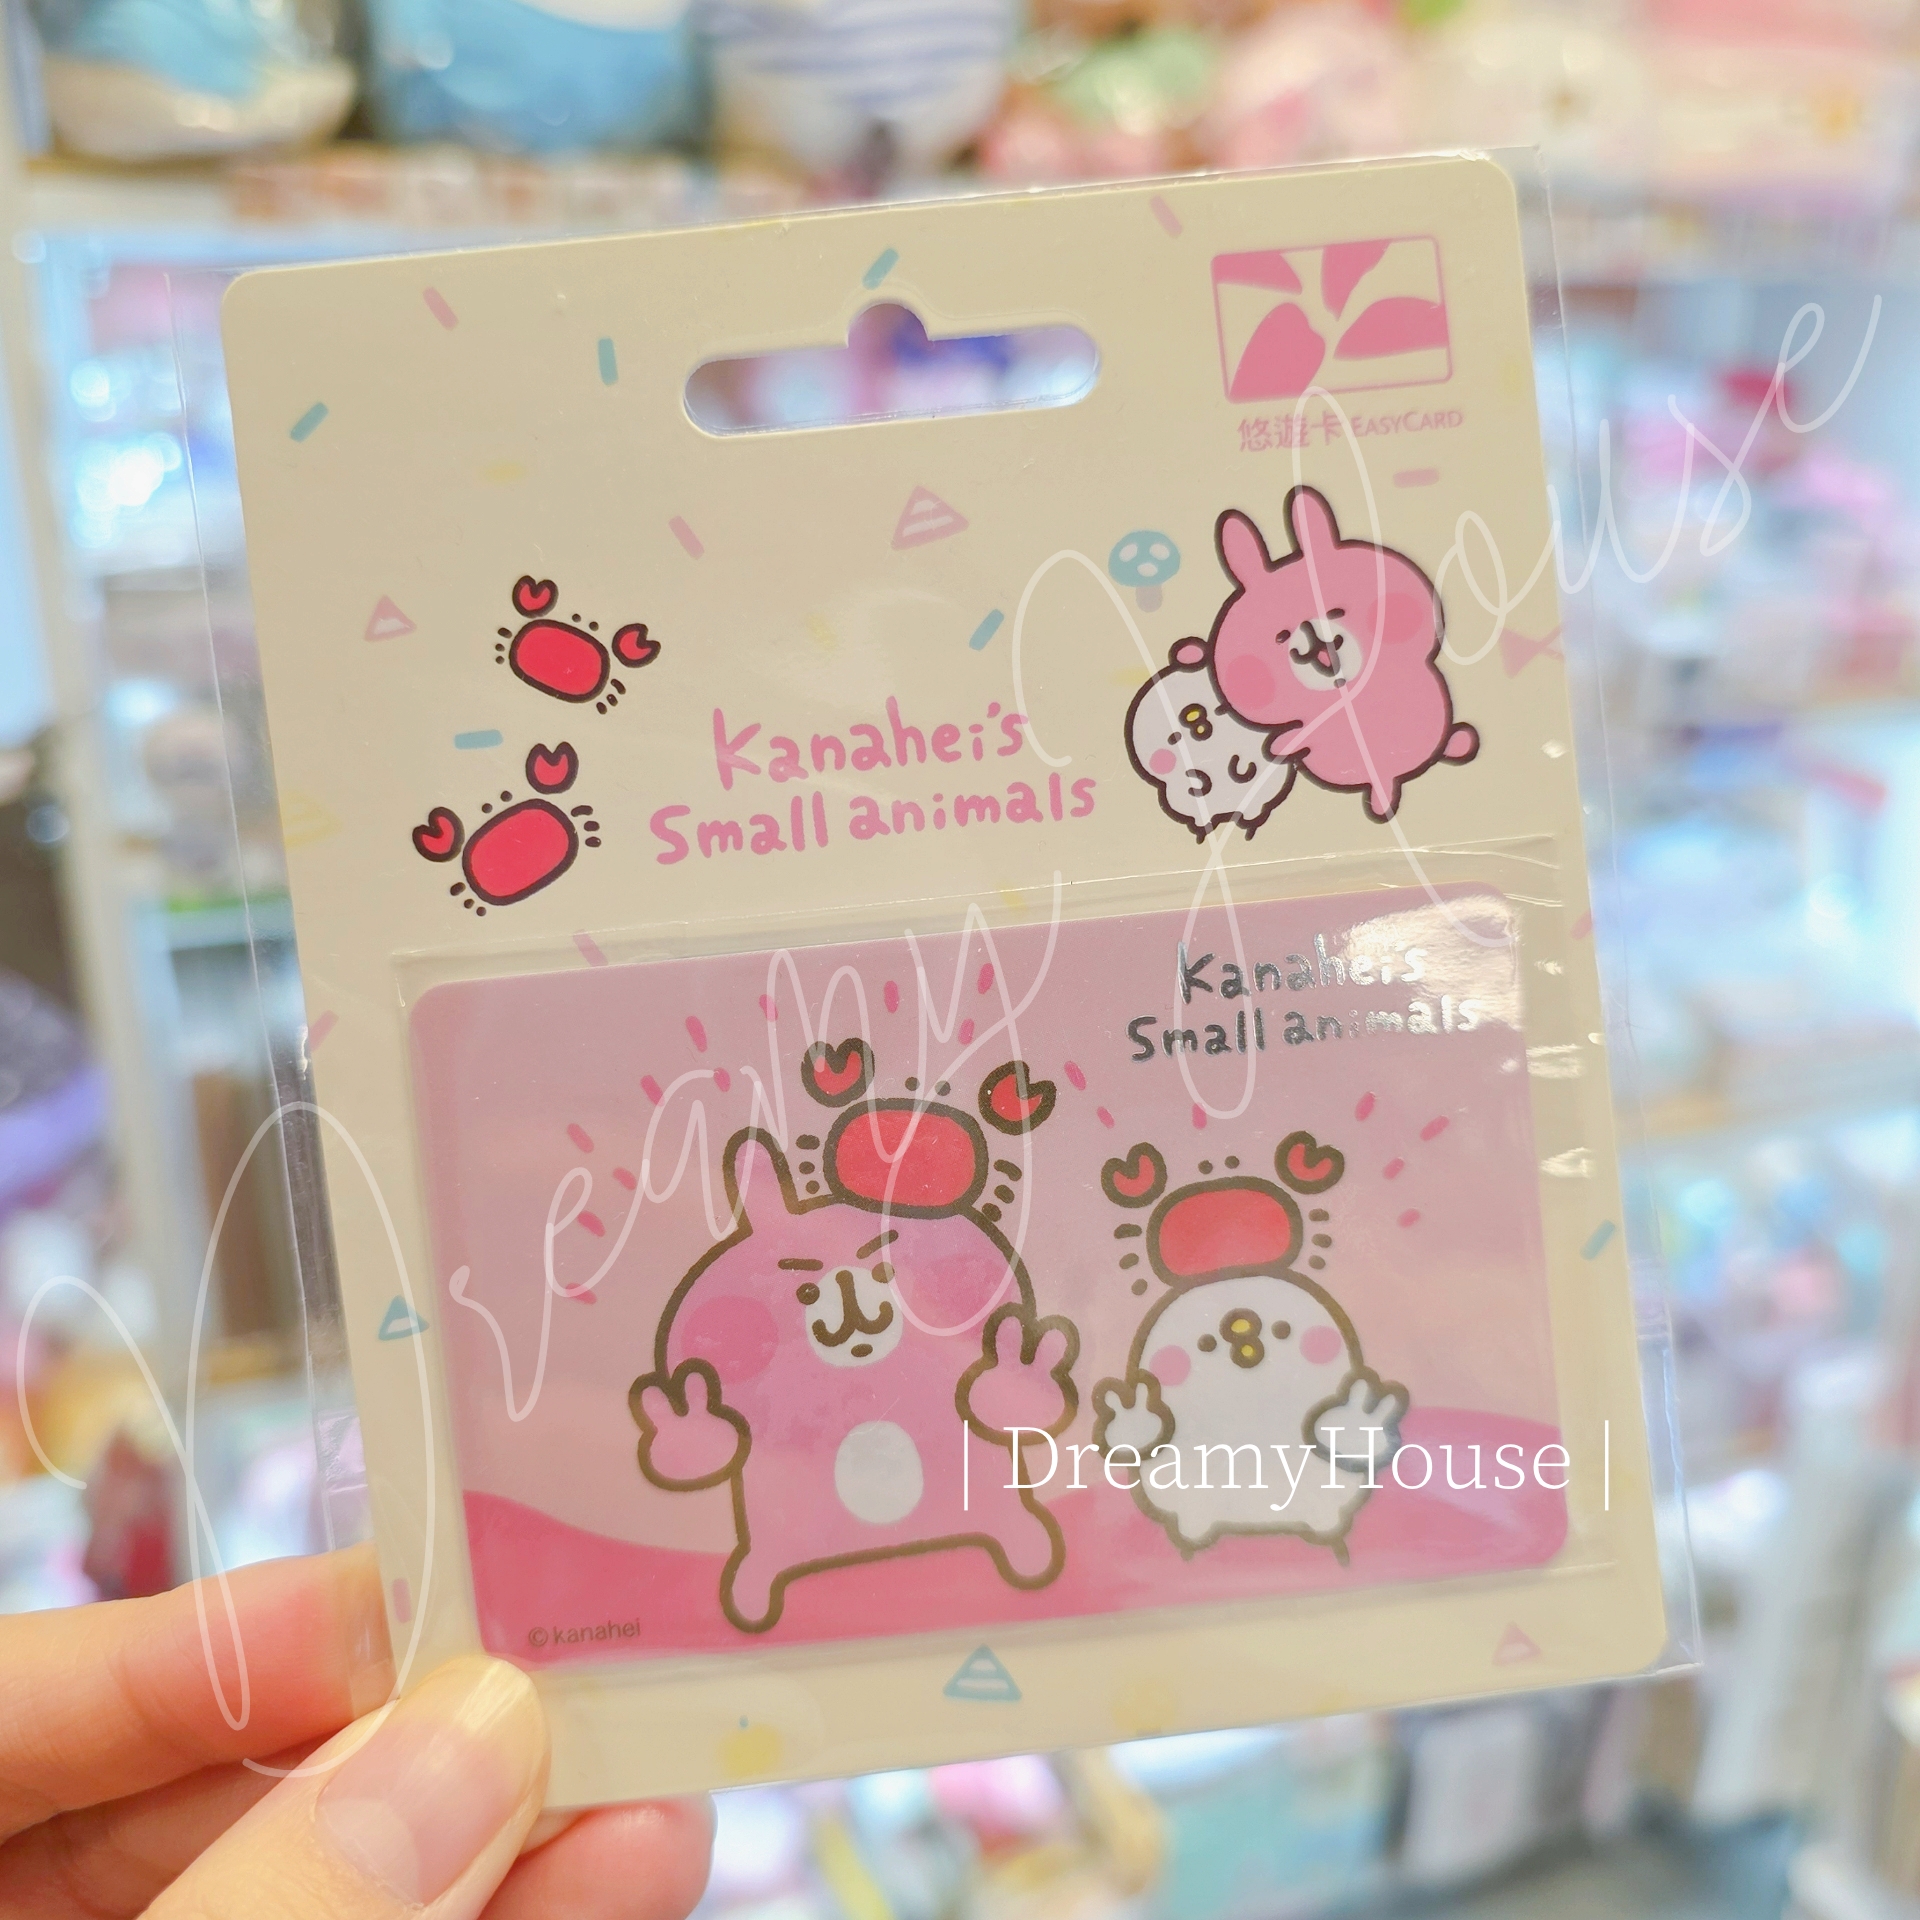 悠遊卡 EASYCARD
Kanahei's
Small animals
Kanahei's
Small animals
Dreamy House
| DreamyHouse |
©kanahei